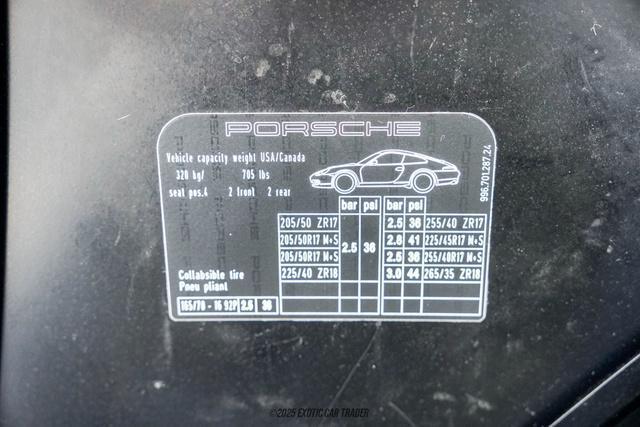 PORSCHE
Vehicle capacity weight USA/Canada
320 kg/ 705 lbs
seat pos.4 2 front 2 rear
996.701.287.24
bar psi bar psi
205/50 ZR17 2.5 36 255/40 ZR17
205/50R17 M+S 2.8 41 225/45R17 M+S
2.5 36
205/50R17 M+S 2.5 36 255/40R17 M+S
225/40 ZR18 3.0 44 265/35 ZR18
Collabsible tire
Pneu pliant
165/70 - 16 92P 2.5 36
©2025 EXOTIC CAR TRADER